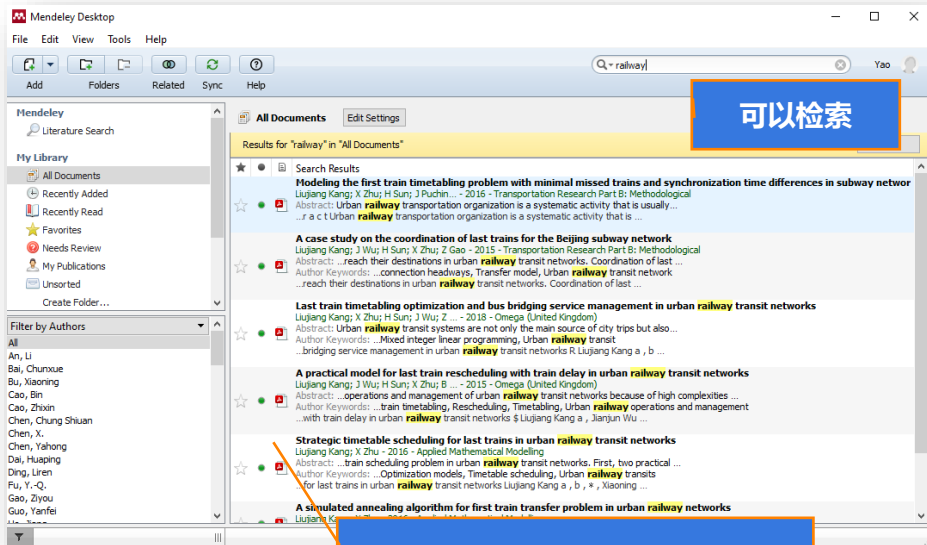 Mendeley Desktop
File Edit View Tools Help
railway
Yao
Add Folders Related Sync Help
可以检索
Mendeley
Literature Search
My Library
All Documents
Recently Added
Recently Read
Favorites
Needs Review
My Publications
Unsorted
Create Folder...
Filter by Authors
All
An, Li
Bai, Chunxue
Bu, Xiaoning
Cao, Bin
Cao, Zhixin
Chen, Chung Shiuan
Chen, X.
Chen, Yahong
Dai, Huaping
Ding, Liren
Fu, Y.-Q.
Gao, Ziyou
Guo, Yanfei
All Documents Edit Settings
Results for "railway" in "All Documents"
Search Results
Modeling the first train timetabling problem with minimal missed trains and synchronization time differences in subway networ
Liujiang Kang; X Zhu; H Sun; J Puchin... - 2016 - Transportation Research Part B: Methodological
Abstract: Urban railway transportation organization is a systematic activity that is usually...
...r a c t Urban railway transportation organization is a systematic activity that is ...
A case study on the coordination of last trains for the Beijing subway network
Liujiang Kang; J Wu; H Sun; X Zhu; Z Gao - 2015 - Transportation Research Part B: Methodological
Abstract: ...reach their destinations in urban railway transit networks. Coordination of last ...
Author Keywords: ...connection headways, Transfer model, Urban railway transit network
...reach their destinations in urban railway transit networks. Coordination of last ...
Last train timetabling optimization and bus bridging service management in urban railway transit networks
Liujiang Kang; X Zhu; H Sun; J Wu; Z ... - 2018 - Omega (United Kingdom)
Abstract: Urban railway transit systems are not only the main source of city trips but also...
Author Keywords: ...Mixed integer linear programming, Urban railway transit
...bridging service management in urban railway transit networks R Liujiang Kang a , b ...
A practical model for last train rescheduling with train delay in urban railway transit networks
Liujiang Kang; J Wu; H Sun; X Zhu; B ... - 2015 - Omega (United Kingdom)
Abstract: ...operations and management of urban railway transit networks because of high complexities ...
Author Keywords: ...train timetabling, Rescheduling, Timetabling, Urban railway operations and management
...with train delay in urban railway transit networks $ Liujiang Kang a , Jianjun Wu ...
Strategic timetable scheduling for last trains in urban railway transit networks
Liujiang Kang; X Zhu - 2016 - Applied Mathematical Modelling
Abstract: ...train scheduling problem in urban railway transit networks. First, two practical ...
Author Keywords: ...Optimization models, Timetable scheduling, Urban railway transits
...for last trains in urban railway transit networks Liujiang Kang a , b , * , Xiaoning ...
A simulated annealing algorithm for first train transfer problem in urban railway networks